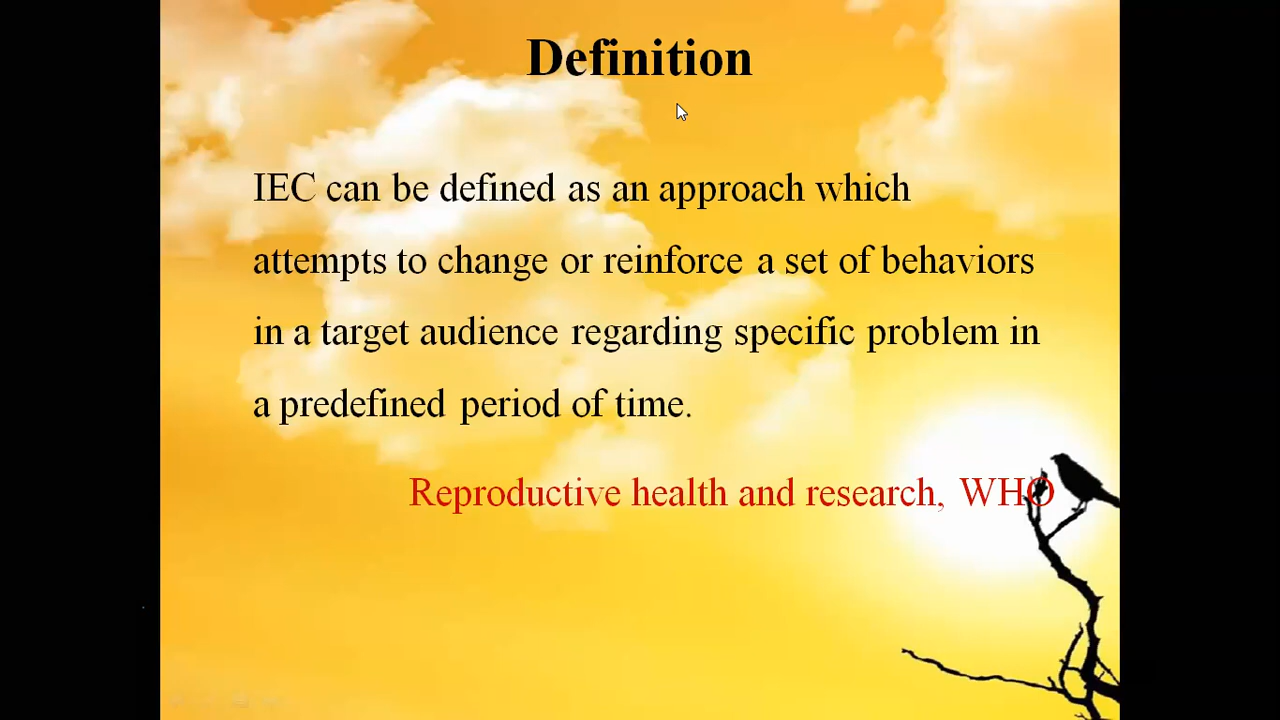 Definition
IEC can be defined as an approach which
attempts to change or reinforce a set of behaviors
in a target audience regarding specific problem in
a predefined period of time.
Reproductive health and research, WHO